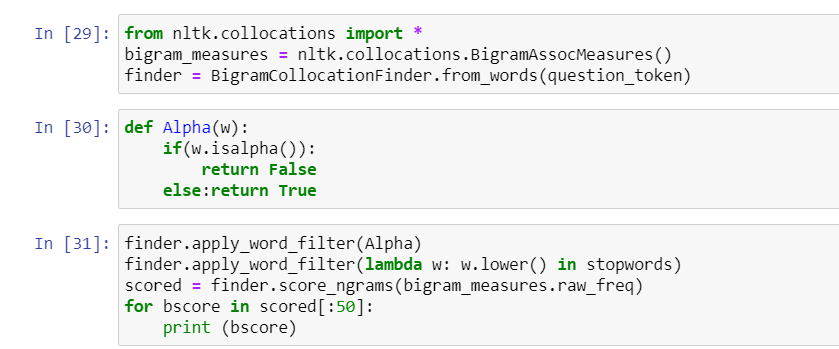 In [29]: from nltk.collocations import *
bigram_measures = nltk.collocations.BigramAssocMeasures()
finder = BigramCollocationFinder.from_words(question_token)
In [30]: def Alpha(w):
    if(w.isalpha()):
        return False
    else:return True
In [31]: finder.apply_word_filter(Alpha)
finder.apply_word_filter(lambda w: w.lower() in stopwords)
scored = finder.score_ngrams(bigram_measures.raw_freq)
for bscore in scored[:50]:
    print (bscore)